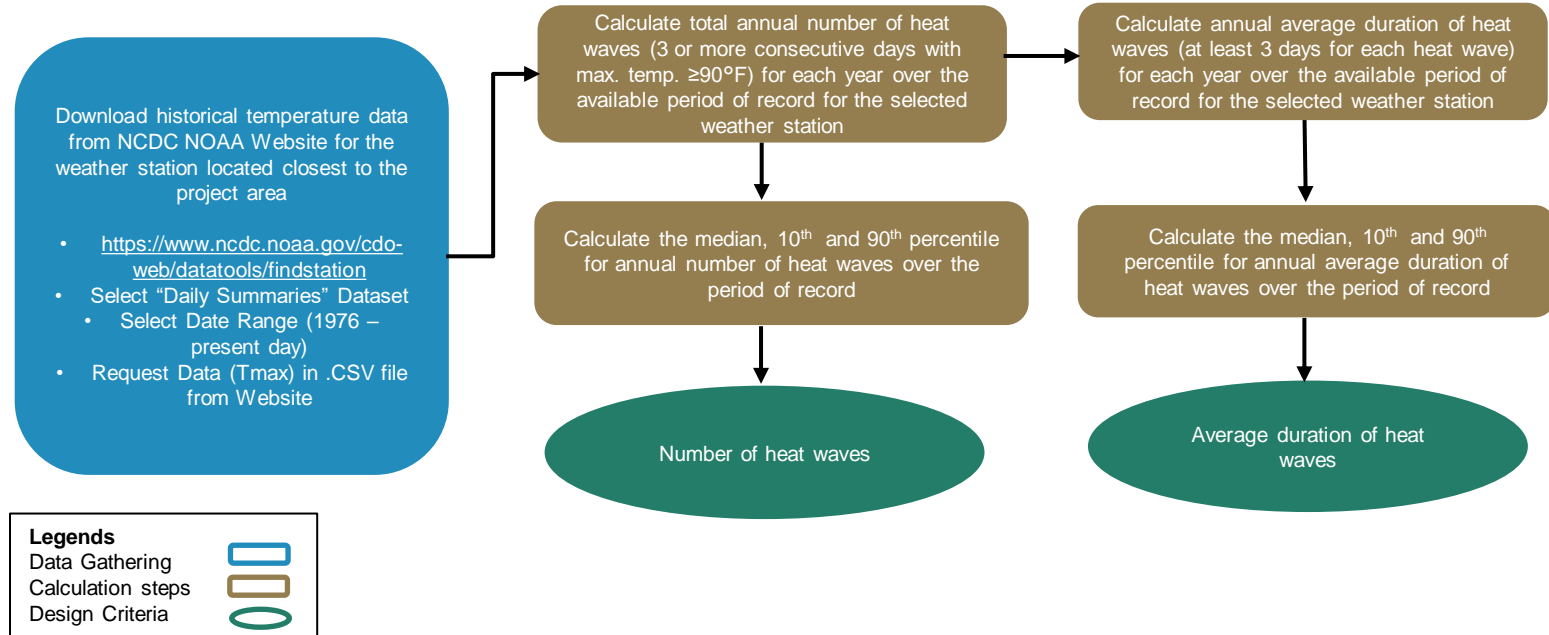 Download historical temperature data
from NCDC NOAA Website for the
weather station located closest to the
project area
• https://www.ncdc.noaa.gov/cdo-
web/datatools/findstation
• Select “Daily Summaries” Dataset
• Select Date Range (1976 –
present day)
• Request Data (Tmax) in .CSV file
from Website
Calculate total annual number of heat
waves (3 or more consecutive days with
max. temp. ≥90°F) for each year over the
available period of record for the selected
weather station
Calculate annual average duration of heat
waves (at least 3 days for each heat wave)
for each year over the available period of
record for the selected weather station
Calculate the median, 10th and 90th percentile
for annual number of heat waves over the
period of record
Calculate the median, 10th and 90th
percentile for annual average duration of
heat waves over the period of record
Number of heat waves
Average duration of heat
waves
Legends
Data Gathering
Calculation steps
Design Criteria